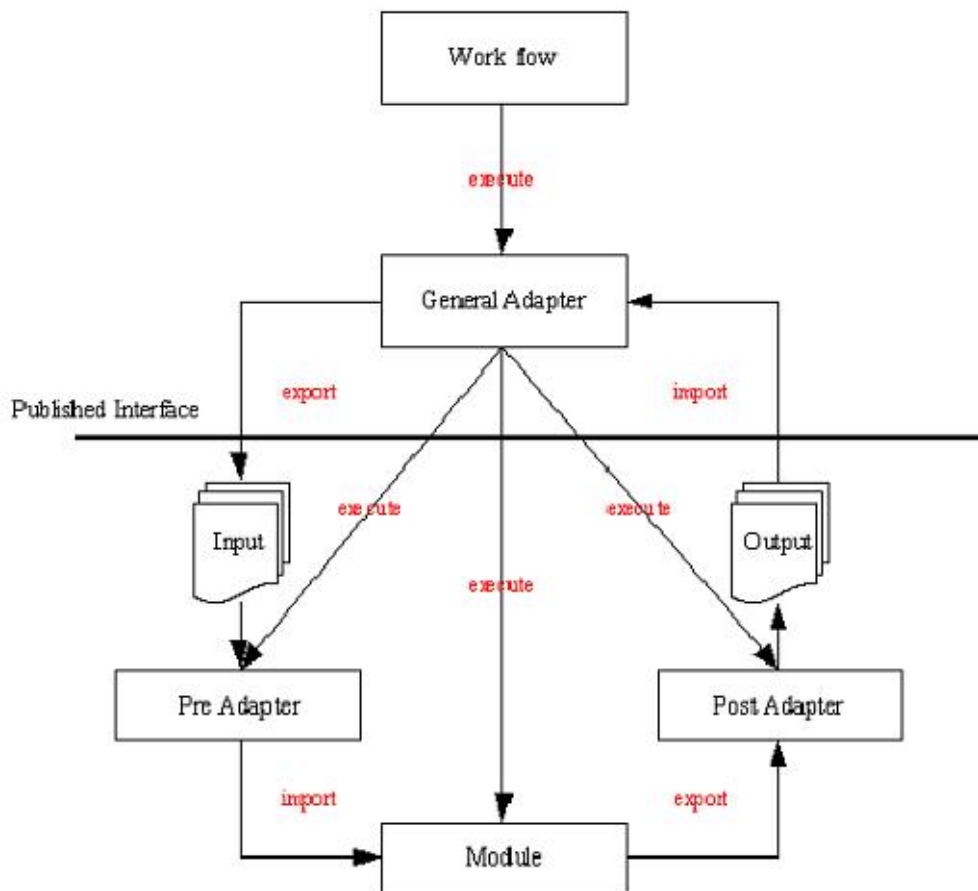 Work flow
execute
General Adapter
export
import
Published Interface
Input
execute
execute
Output
execute
Pre Adapter
Post Adapter
import
export
Module